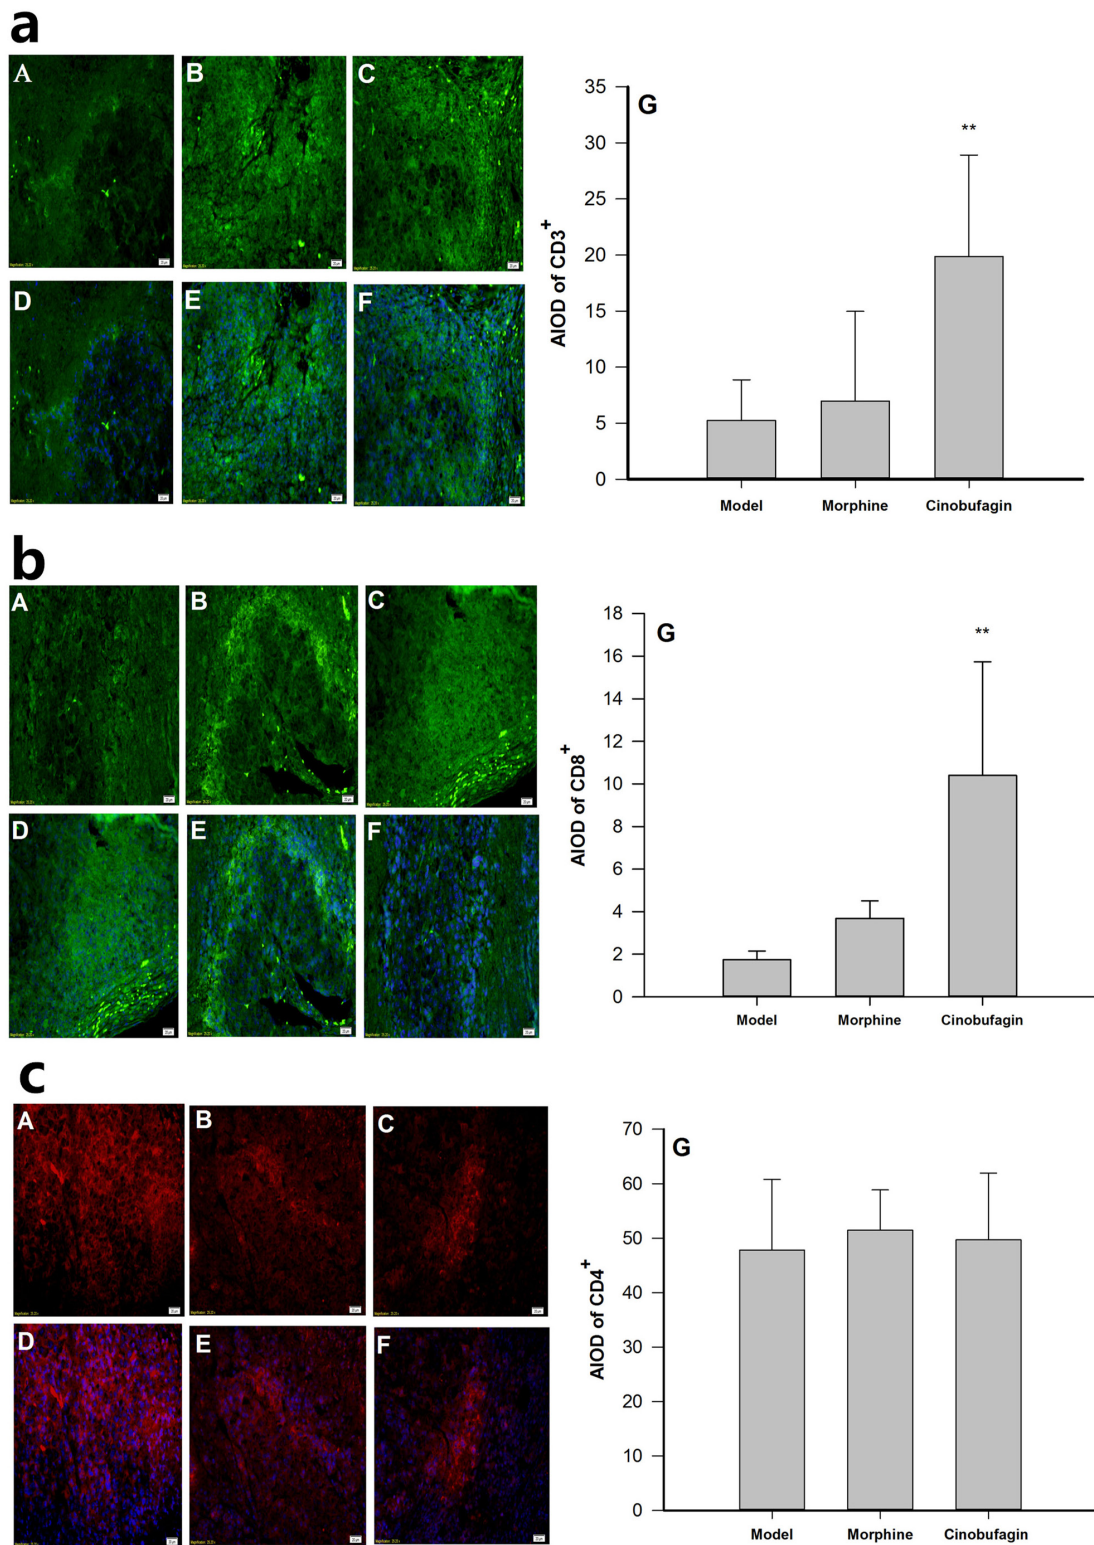 a
A
B
C
D
E
F
G
35
30
25
20
15
10
5
0
AIOD of CD3+
**
Model
Morphine
Cinobufagin
b
A
B
C
D
E
F
G
18
16
14
12
10
8
6
4
2
0
AIOD of CD8+
**
Model
Morphine
Cinobufagin
c
A
B
C
D
E
F
G
70
60
50
40
30
20
10
0
AIOD of CD4+
Model
Morphine
Cinobufagin